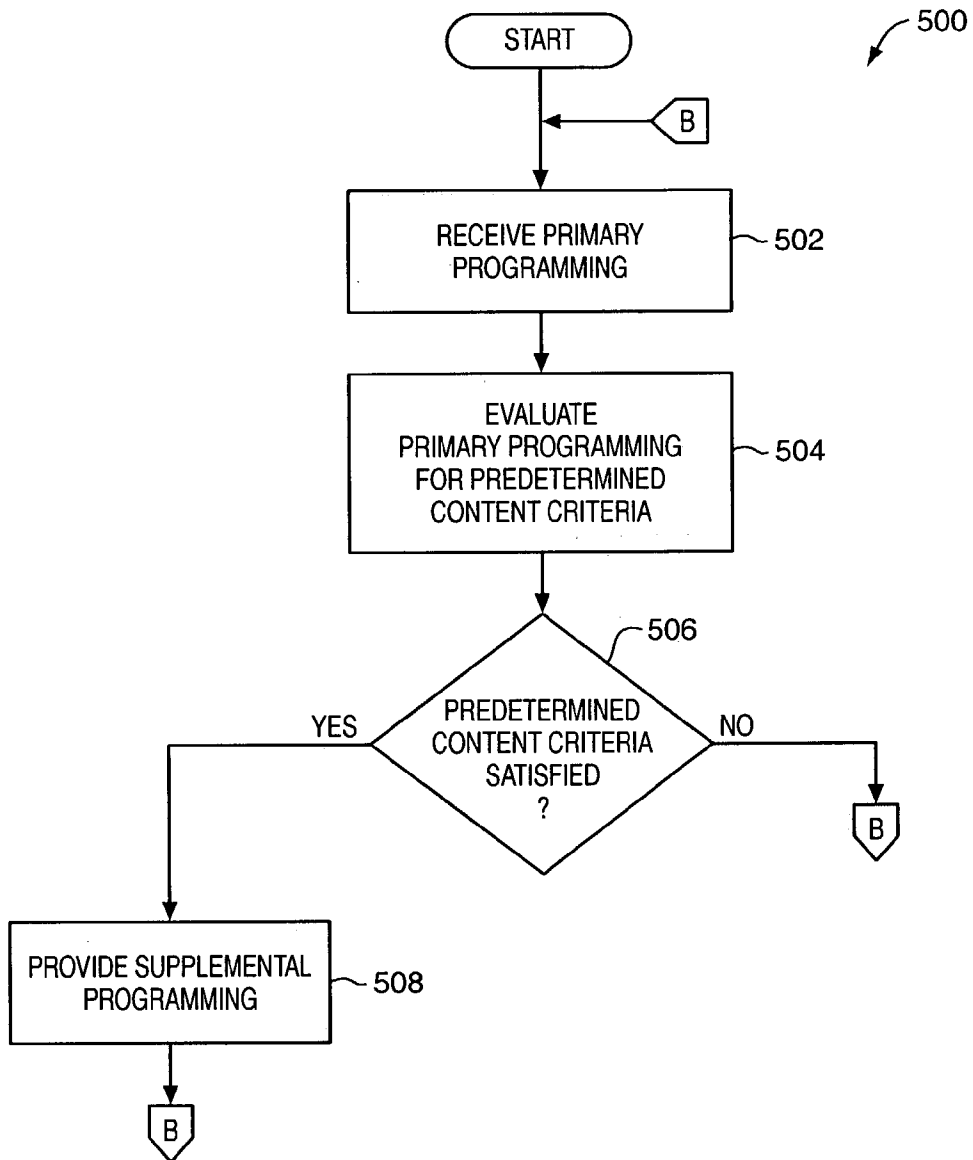 START
500
B
RECEIVE PRIMARY
PROGRAMMING
502
EVALUATE
PRIMARY PROGRAMMING
FOR PREDETERMINED
CONTENT CRITERIA
504
506
YES
PREDETERMINED
CONTENT CRITERIA
SATISFIED
?
NO
B
PROVIDE SUPPLEMENTAL
PROGRAMMING
508
B